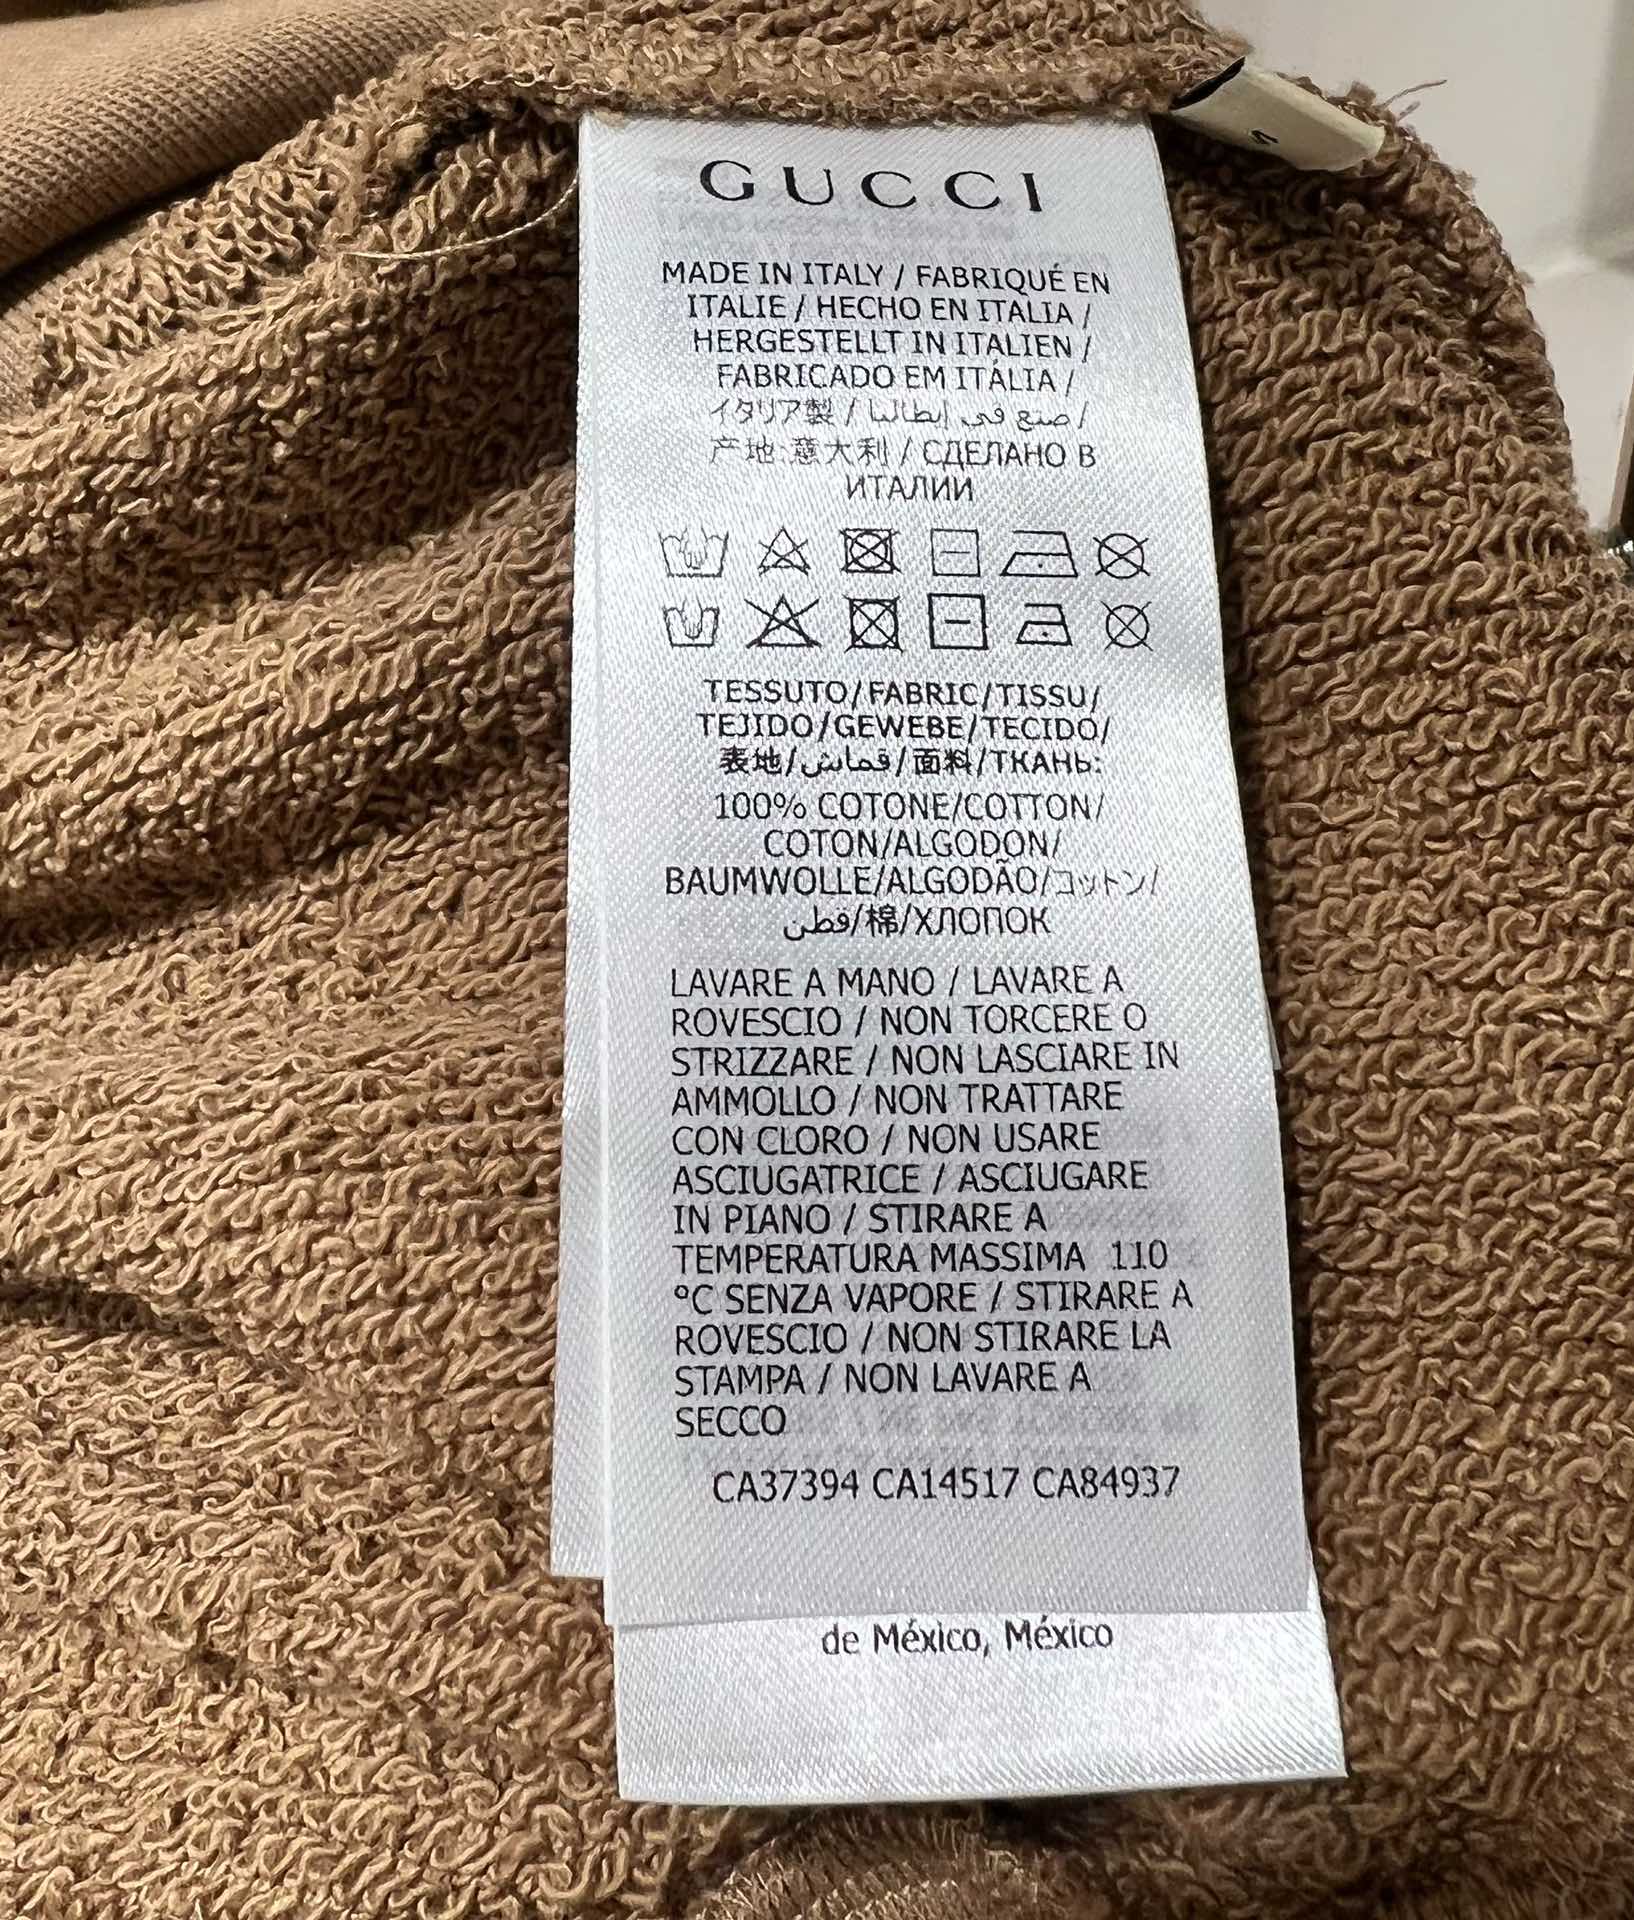 GUCCI
MADE IN ITALY / FABRIQUÉ EN
ITALIE / HECHO EN ITALIA /
HERGESTELLT IN ITALIEN /
FABRICADO EM ITÁLIA /
イタリア製 / صنع في إيطاليا /
产地:意大利 / СДЕЛАНО В
ИТАЛИИ
TESSUTO/FABRIC/TISSU/
TEJIDO/GEWEBE/TECIDO/
表地/قماش/面料/ТКАНЬ:
100% COTONE/COTTON/
COTON/ALGODON/
BAUMWOLLE/ALGODÃO/コットン/
قطن/棉/ХЛОПОК
LAVARE A MANO / LAVARE A
ROVESCIO / NON TORCERE O
STRIZZARE / NON LASCIARE IN
AMMOLLO / NON TRATTARE
CON CLORO / NON USARE
ASCIUGATRICE / ASCIUGARE
IN PIANO / STIRARE A
TEMPERATURA MASSIMA 110
°C SENZA VAPORE / STIRARE A
ROVESCIO / NON STIRARE LA
STAMPA / NON LAVARE A
SECCO
CA37394 CA14517 CA84937
de México, México